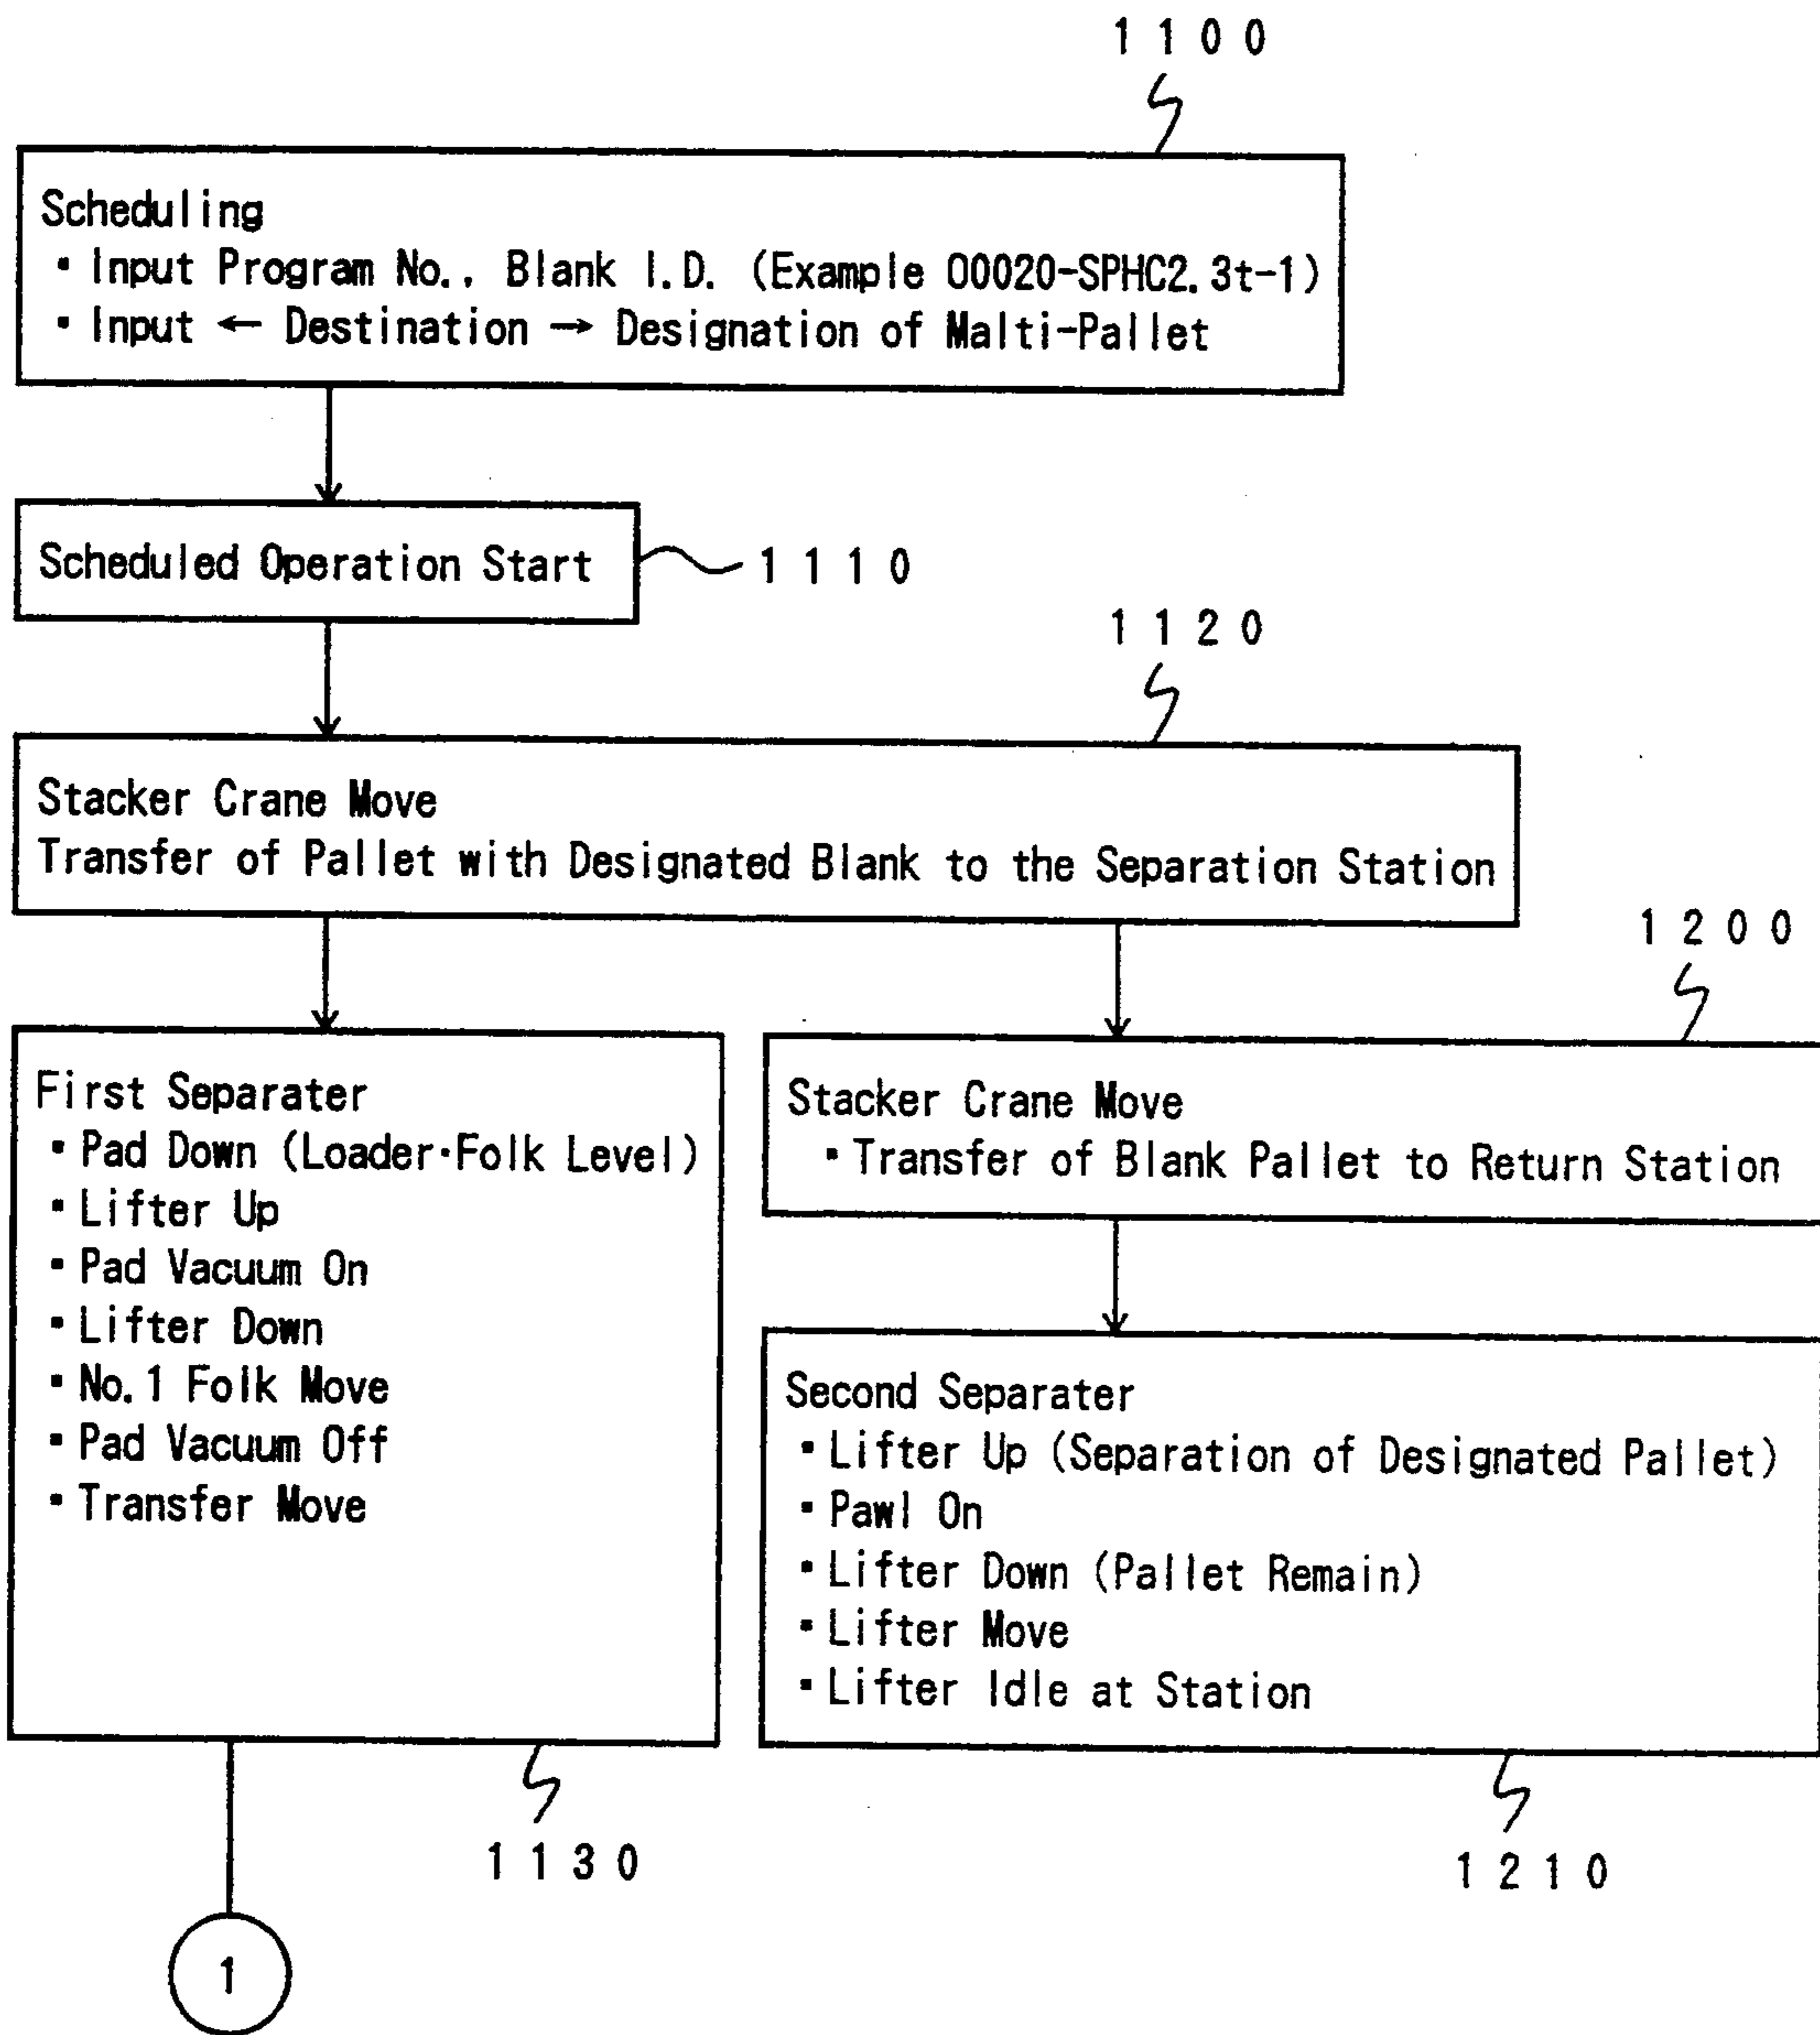 1100
Scheduling
・Input Program No., Blank I.D. (Example 00020-SPHC2.3t-1)
・Input ← Destination → Designation of Malti-Pallet
Scheduled Operation Start
1110
1120
Stacker Crane Move
Transfer of Pallet with Designated Blank to the Separation Station
1200
First Separater
・Pad Down (Loader・Folk Level)
・Lifter Up
・Pad Vacuum On
・Lifter Down
・No.1 Folk Move
・Pad Vacuum Off
・Transfer Move
1130
1
Stacker Crane Move
・Transfer of Blank Pallet to Return Station
Second Separater
・Lifter Up (Separation of Designated Pallet)
・Pawl On
・Lifter Down (Pallet Remain)
・Lifter Move
・Lifter Idle at Station
1210